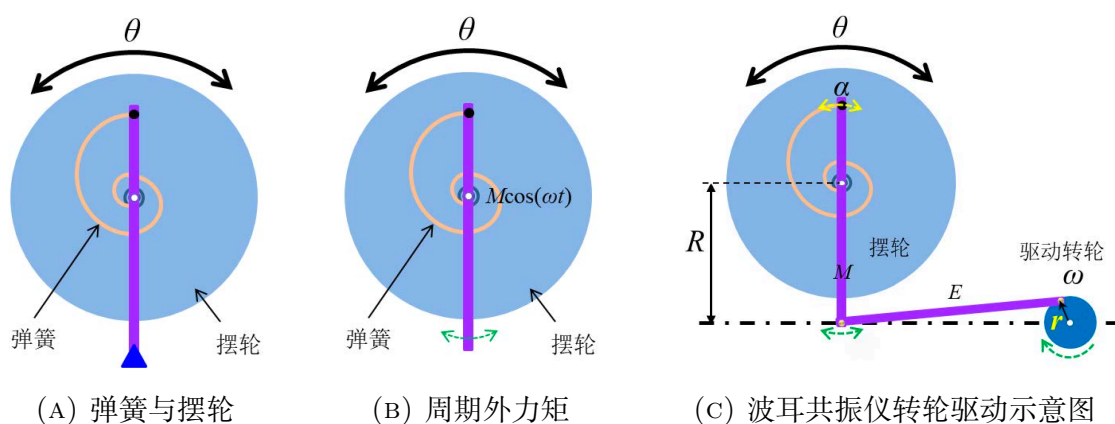 θ
弹簧
摆轮
(A) 弹簧与摆轮
θ
Mcos(ωt)
弹簧
摆轮
(B) 周期外力矩
θ
α
R
摆轮
M
E
驱动转轮
ω
r
(C) 波耳共振仪转轮驱动示意图